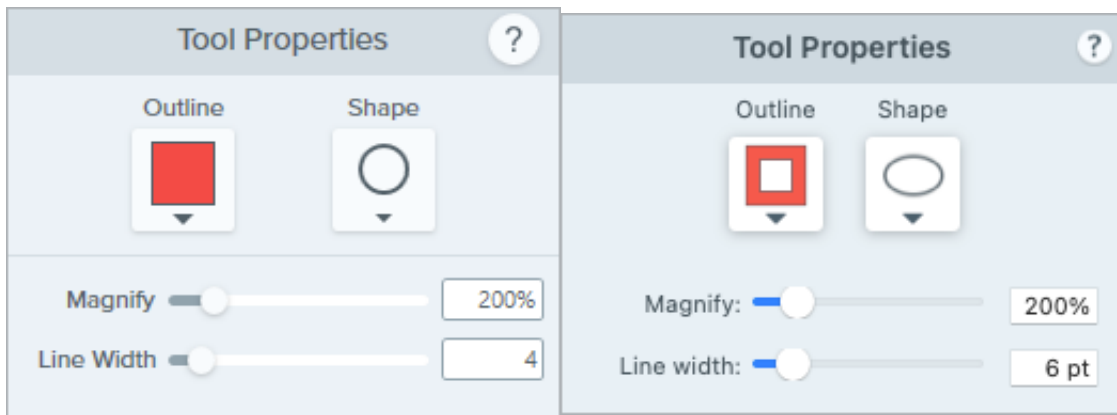 Tool Properties ?
Outline Shape
Magnify 200%
Line Width 4
Tool Properties ?
Outline Shape
Magnify: 200%
Line width: 6 pt